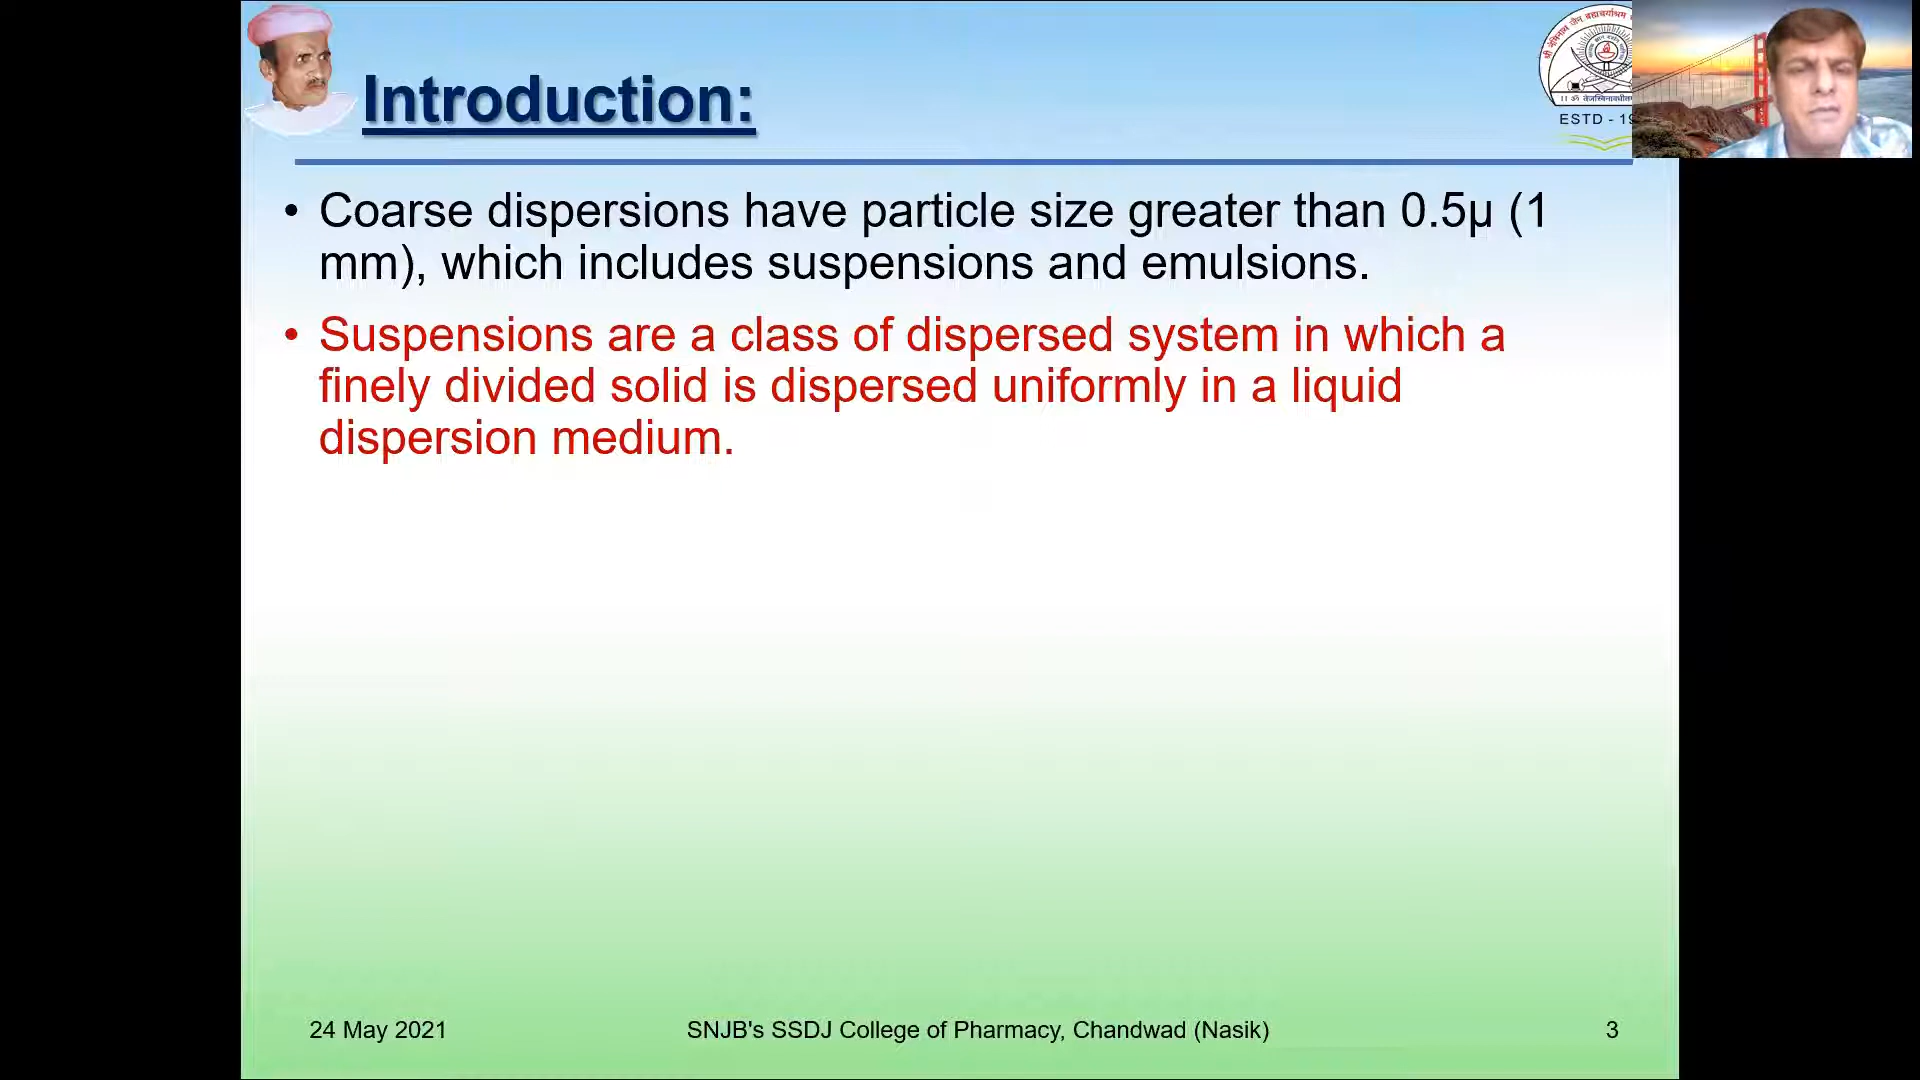 Introduction:
ESTD - 19
• Coarse dispersions have particle size greater than 0.5µ (1
mm), which includes suspensions and emulsions.
• Suspensions are a class of dispersed system in which a
finely divided solid is dispersed uniformly in a liquid
dispersion medium.
24 May 2021
SNJB's SSDJ College of Pharmacy, Chandwad (Nasik)
3